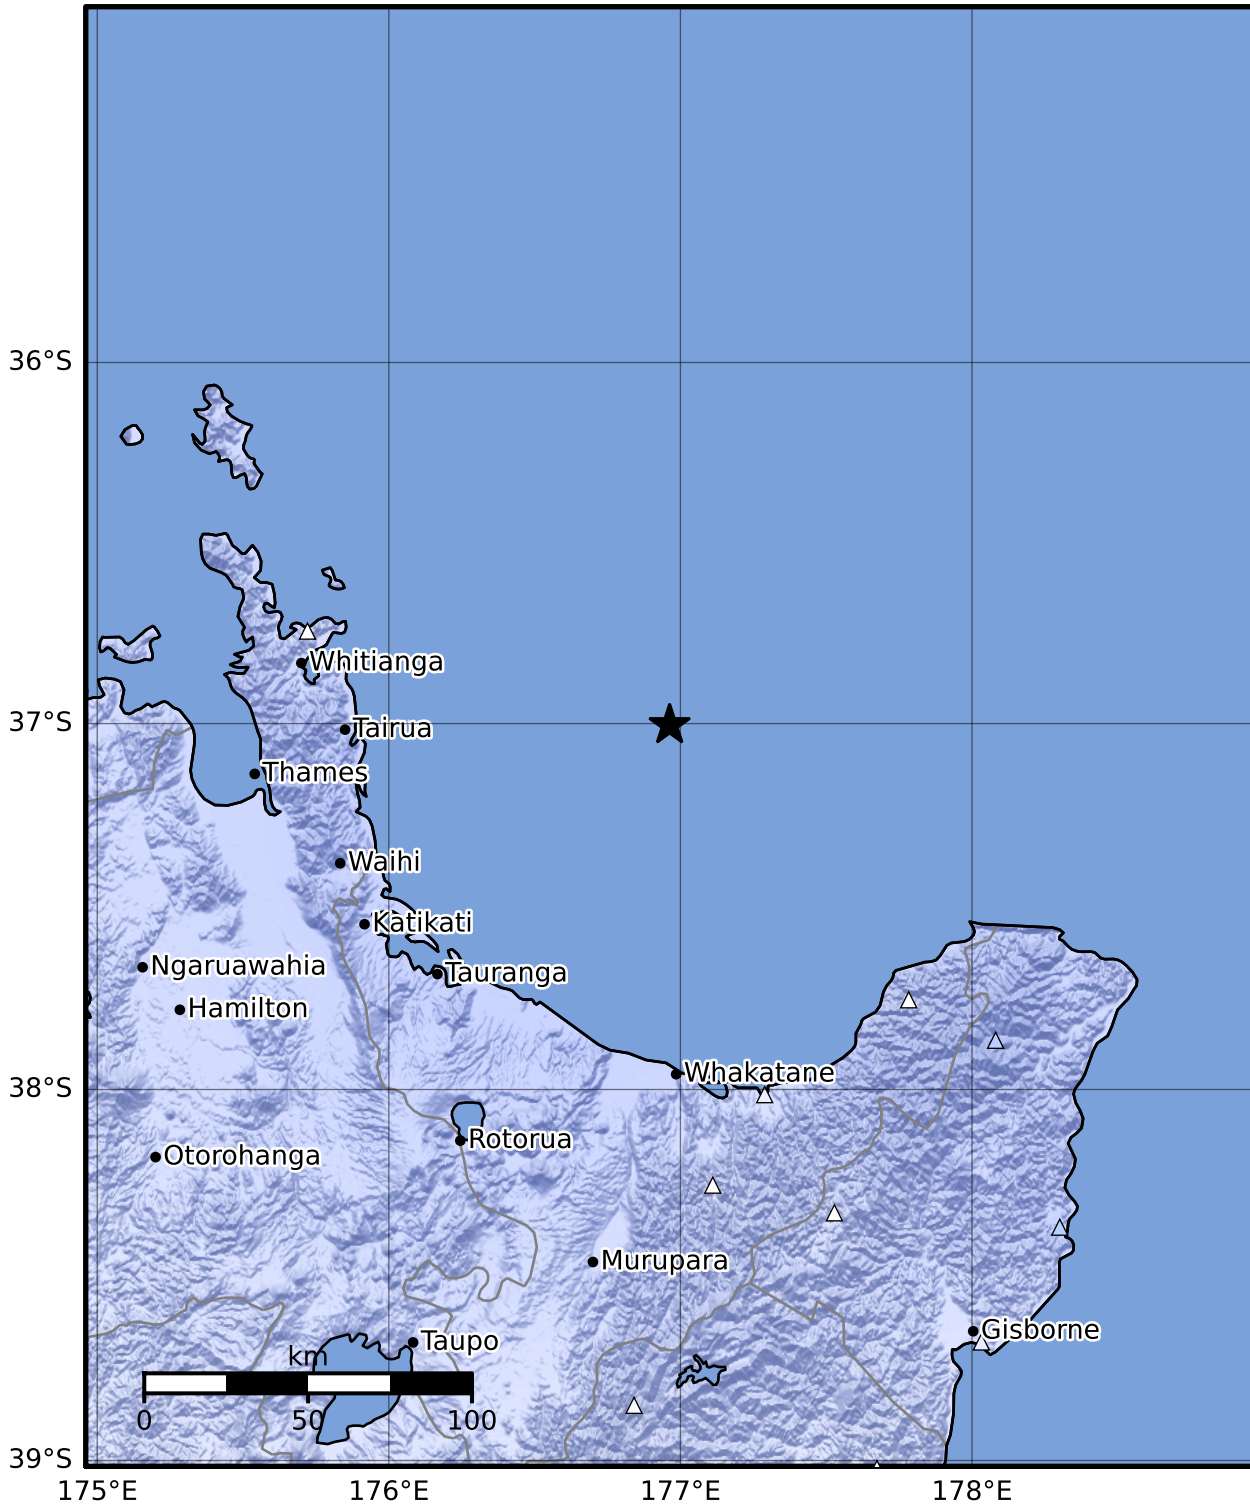 36°S
Whitianga
37°S
Tairua
Thames
Waihi
Katikati
Ngaruawahia
Tauranga
Hamilton
Whakatane
38°S
Rotorua
Otorohanga
Murupara
Gisborne
Taupo
km
0 50 100
39°S
175°E 176°E 177°E 178°E